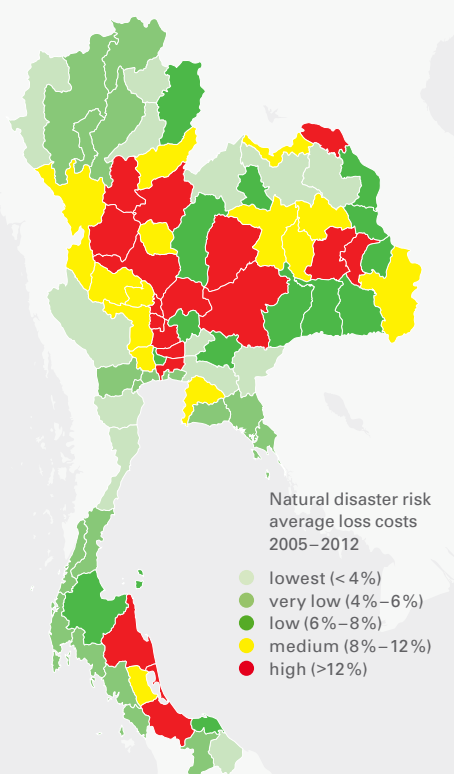 Natural disaster risk
average loss costs
2005–2012
lowest (< 4%)
very low (4%–6%)
low (6%–8%)
medium (8%–12%)
high (>12%)